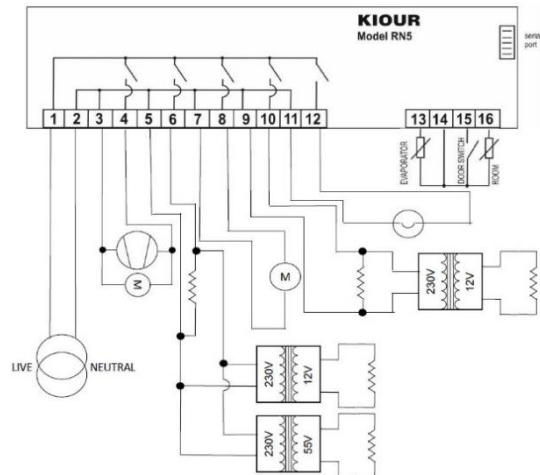 KIOUR
Model RN5
serial
port
1 2 3 4 5 6 7 8 9 10 11 12
13 14 15 16
EVAPORATOR
DOOR SWITCH
ROOM
M
M
230V
12V
LIVE
NEUTRAL
230V
12V
230V
55V